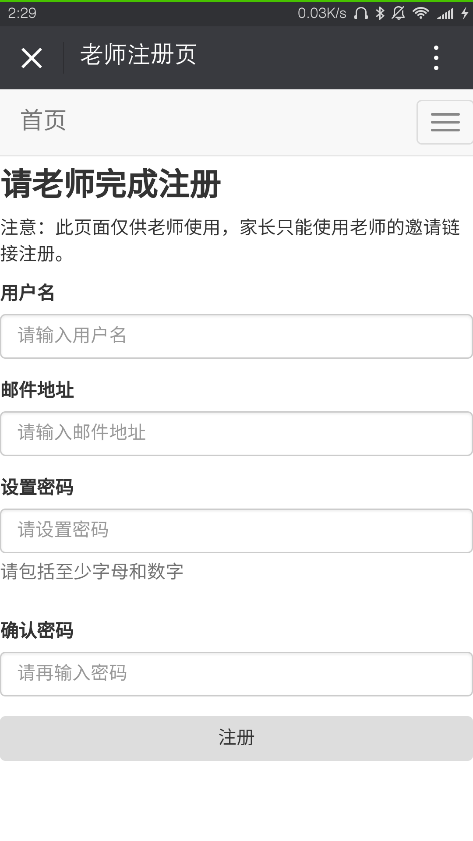 2:29 0.03K/s
老师注册页
首页
请老师完成注册
注意：此页面仅供老师使用，家长只能使用老师的邀请链
接注册。
用户名
请输入用户名
邮件地址
请输入邮件地址
设置密码
请设置密码
请包括至少字母和数字
确认密码
请再输入密码
注册